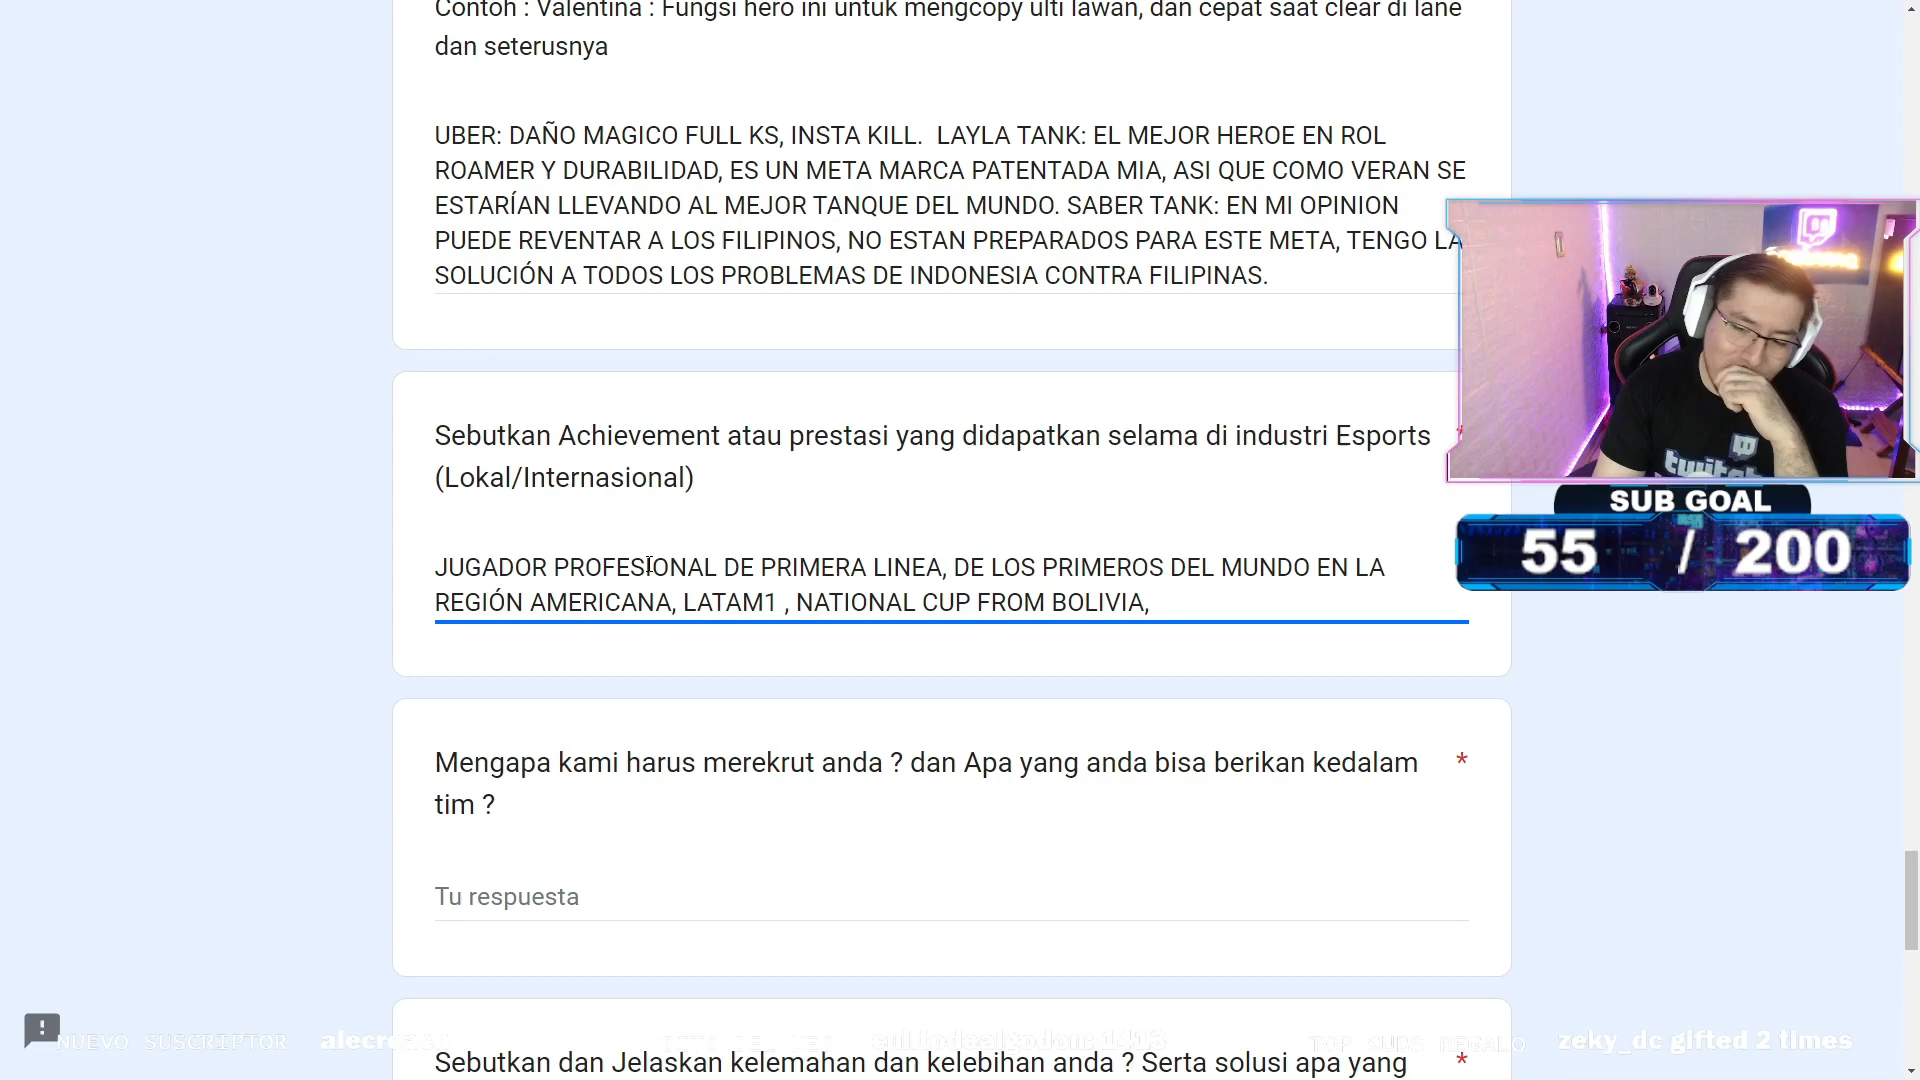 Contoh : Valentina : Fungsi hero ini untuk mengcopy ulti lawan, dan cepat saat clear di lane
dan seterusnya
UBER: DAÑO MAGICO FULL KS, INSTA KILL.  LAYLA TANK: EL MEJOR HEROE EN ROL
ROAMER Y DURABILIDAD, ES UN META MARCA PATENTADA MIA, ASI QUE COMO VERAN SE
ESTARÍAN LLEVANDO AL MEJOR TANQUE DEL MUNDO. SABER TANK: EN MI OPINION
PUEDE REVENTAR A LOS FILIPINOS, NO ESTAN PREPARADOS PARA ESTE META, TENGO LA
SOLUCIÓN A TODOS LOS PROBLEMAS DE INDONESIA CONTRA FILIPINAS.
Sebutkan Achievement atau prestasi yang didapatkan selama di industri Esports *
(Lokal/Internasional)
JUGADOR PROFESIONAL DE PRIMERA LINEA, DE LOS PRIMEROS DEL MUNDO EN LA
REGIÓN AMERICANA, LATAM1 , NATIONAL CUP FROM BOLIVIA,
twitch
SUB GOAL
55 / 200
Mengapa kami harus merekrut anda ? dan Apa yang anda bisa berikan kedalam *
tim ?
Tu respuesta
NUEVO SUSCRIPTOR
TOP SUBS REGALO zeky_dc gifted 2 times
Sebutkan dan Jelaskan kelemahan dan kelebihan anda ? Serta solusi apa yang *